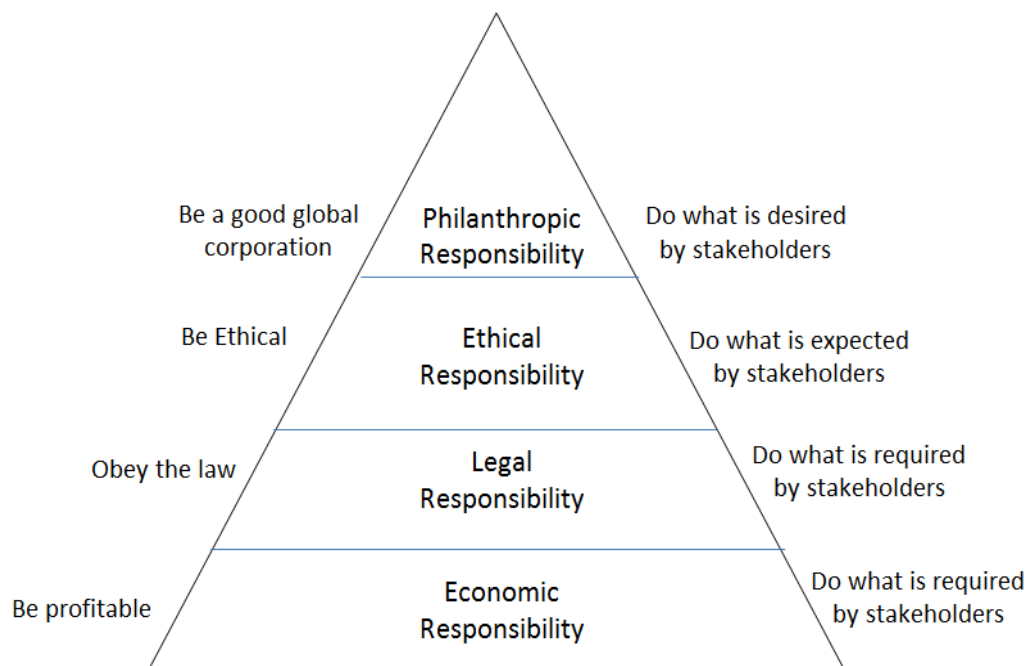 Be a good global
corporation
Philanthropic
Responsibility
Do what is desired
by stakeholders
Be Ethical
Ethical
Responsibility
Do what is expected
by stakeholders
Obey the law
Legal
Responsibility
Do what is required
by stakeholders
Be profitable
Economic
Responsibility
Do what is required
by stakeholders